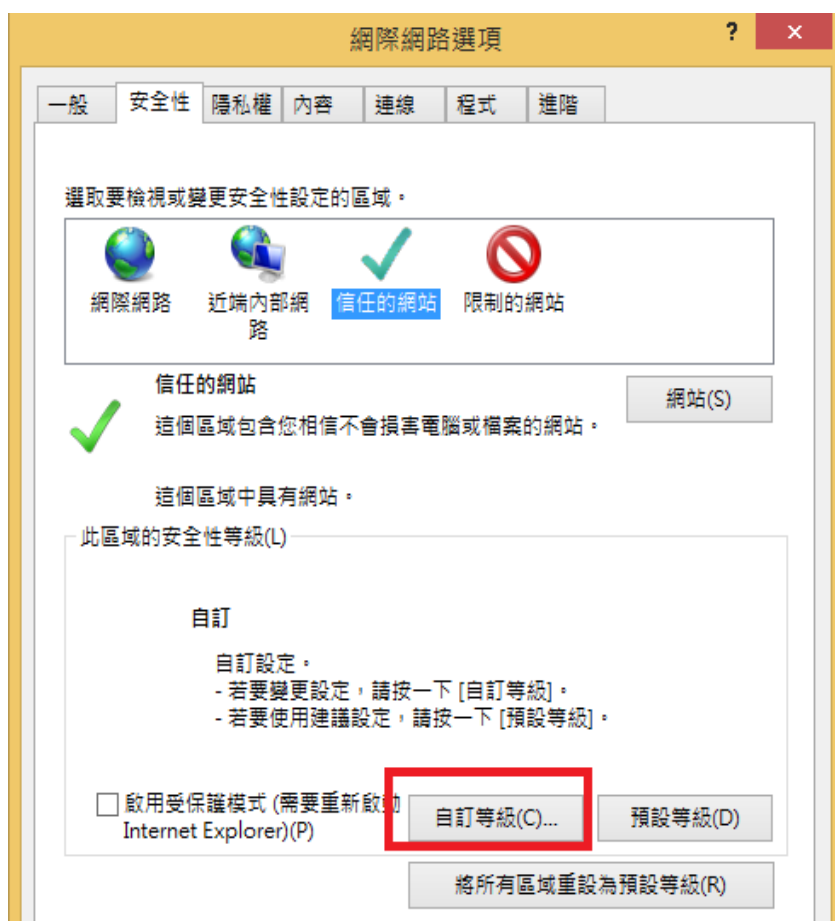 網際網路選項
?
×
一般 安全性 隱私權 內容 連線 程式 進階
選取要檢視或變更安全性設定的區域。
網際網路 近端內部網路 信任的網站 限制的網站
信任的網站
網站(S)
這個區域包含您相信不會損害電腦或檔案的網站。
這個區域中具有網站。
此區域的安全性等級(L)
自訂
自訂設定。
- 若要變更設定，請按一下 [自訂等級]。
- 若要使用建議設定，請按一下 [預設等級]。
啟用受保護模式 (需要重新啟動
Internet Explorer)(P)
自訂等級(C)...
預設等級(D)
將所有區域重設為預設等級(R)